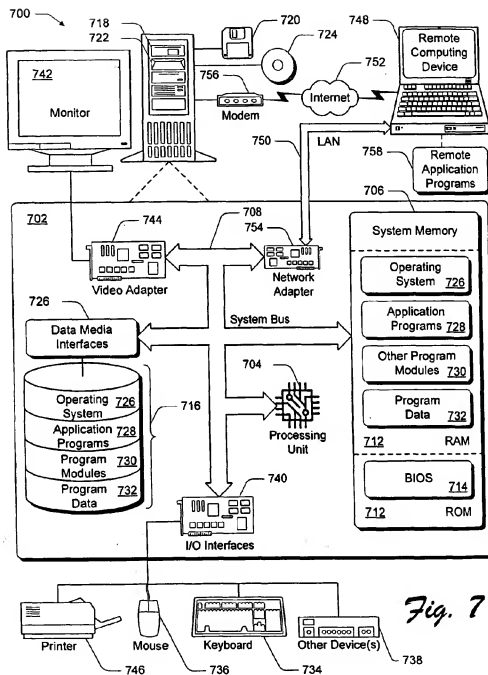 700
718
722
720
724
748
742
Monitor
756
Modem
752
Internet
Remote
Computing
Device
750
LAN
758
Remote
Application
Programs
706
702
744
708
754
Video Adapter
Network
Adapter
System Memory
Operating
System 726
Application
Programs 728
Other Program
Modules 730
Program
Data 732
712 RAM
BIOS 714
712 ROM
726
Data Media
Interfaces
System Bus
704
Processing
Unit
Operating
System 726
Application
Programs 728
Program
Modules 730
Program
Data 732
716
740
I/O Interfaces
Printer
746
Mouse
736
Keyboard
734
Other Device(s)
738
Fig. 7